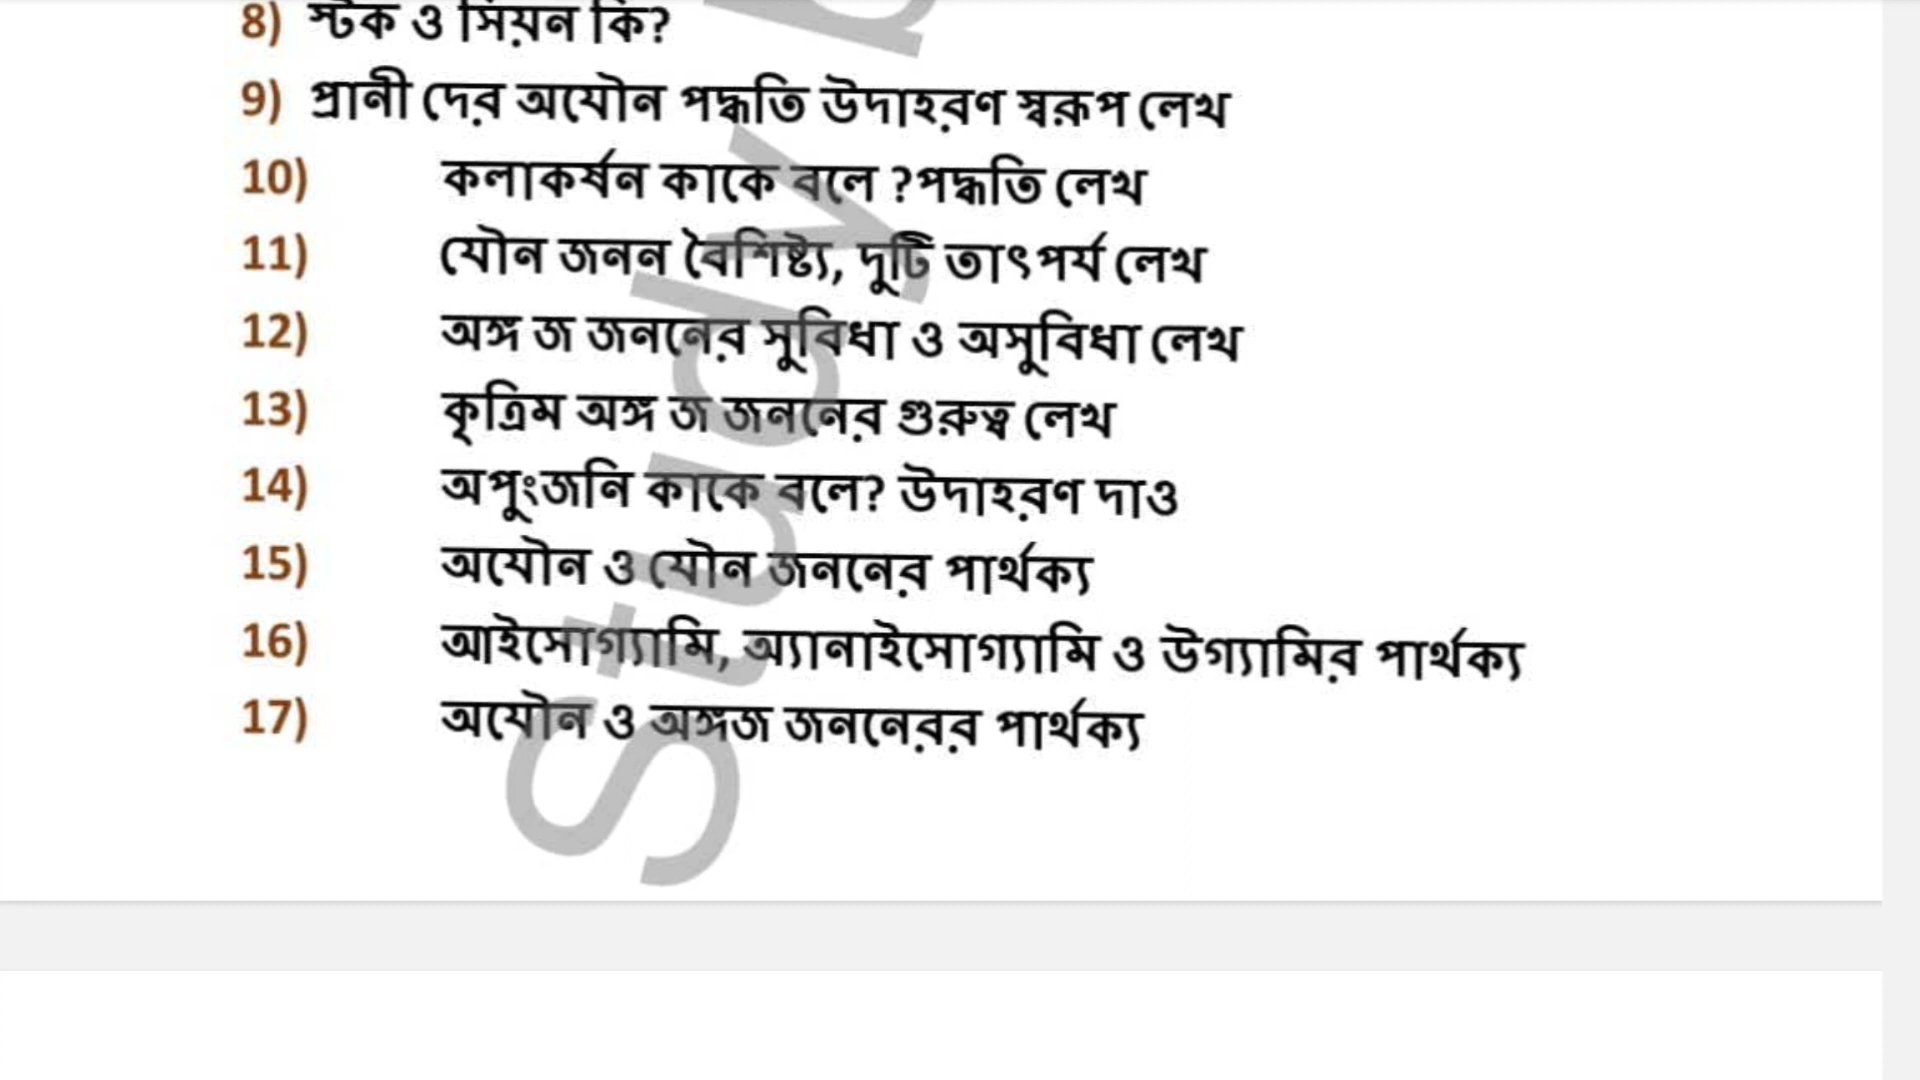 8) স্টক ও সিয়ন কি?
9) প্রানী দের অযৌন পদ্ধতি উদাহরণ স্বরূপ লেখ
10) কলাকর্ষন কাকে বলে ?পদ্ধতি লেখ
11) যৌন জনন বৈশিষ্ট্য, দুটি তাৎপর্য লেখ
12) অঙ্গ জ জননের সুবিধা ও অসুবিধা লেখ
13) কৃত্রিম অঙ্গ জ জননের গুরুত্ব লেখ
14) অপুংজনি কাকে বলে? উদাহরণ দাও
15) অযৌন ও যৌন জননের পার্থক্য
16) আইসোগ্যামি, অ্যানাইসোগ্যামি ও উগ্যামির পার্থক্য
17) অযৌন ও অঙ্গজ জননেরর পার্থক্য
Study